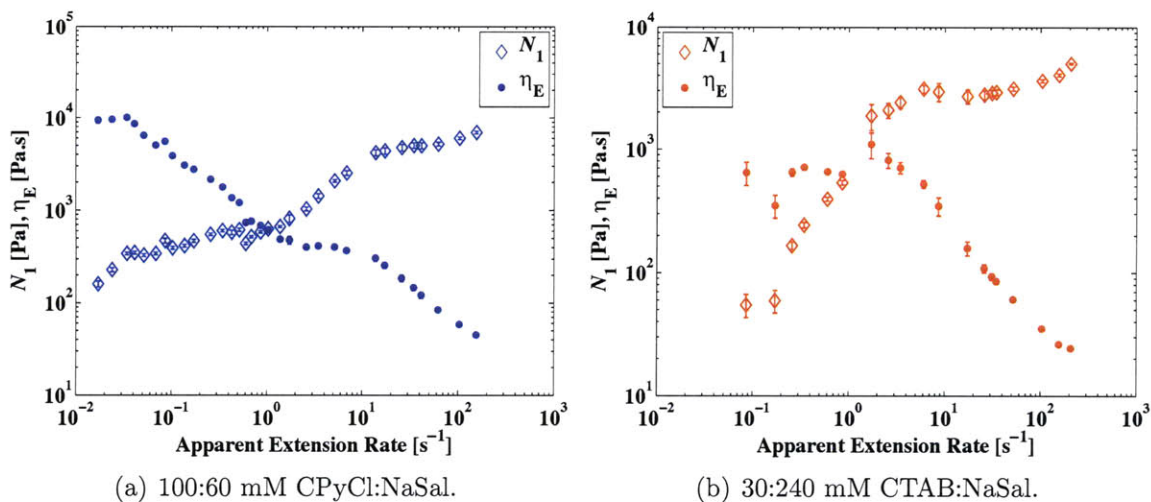 10^5
10^4
10^3
10^2
10^1
N_1 [Pa], η_E [Pa.s]
N_1
η_E
10^-2 10^-1 10^0 10^1 10^2 10^3
Apparent Extension Rate [s^-1]
(a) 100:60 mM CPyCl:NaSal.
10^4
10^3
10^2
10^1
N_1 [Pa], η_E [Pa.s]
N_1
η_E
10^-2 10^-1 10^0 10^1 10^2 10^3
Apparent Extension Rate [s^-1]
(b) 30:240 mM CTAB:NaSal.